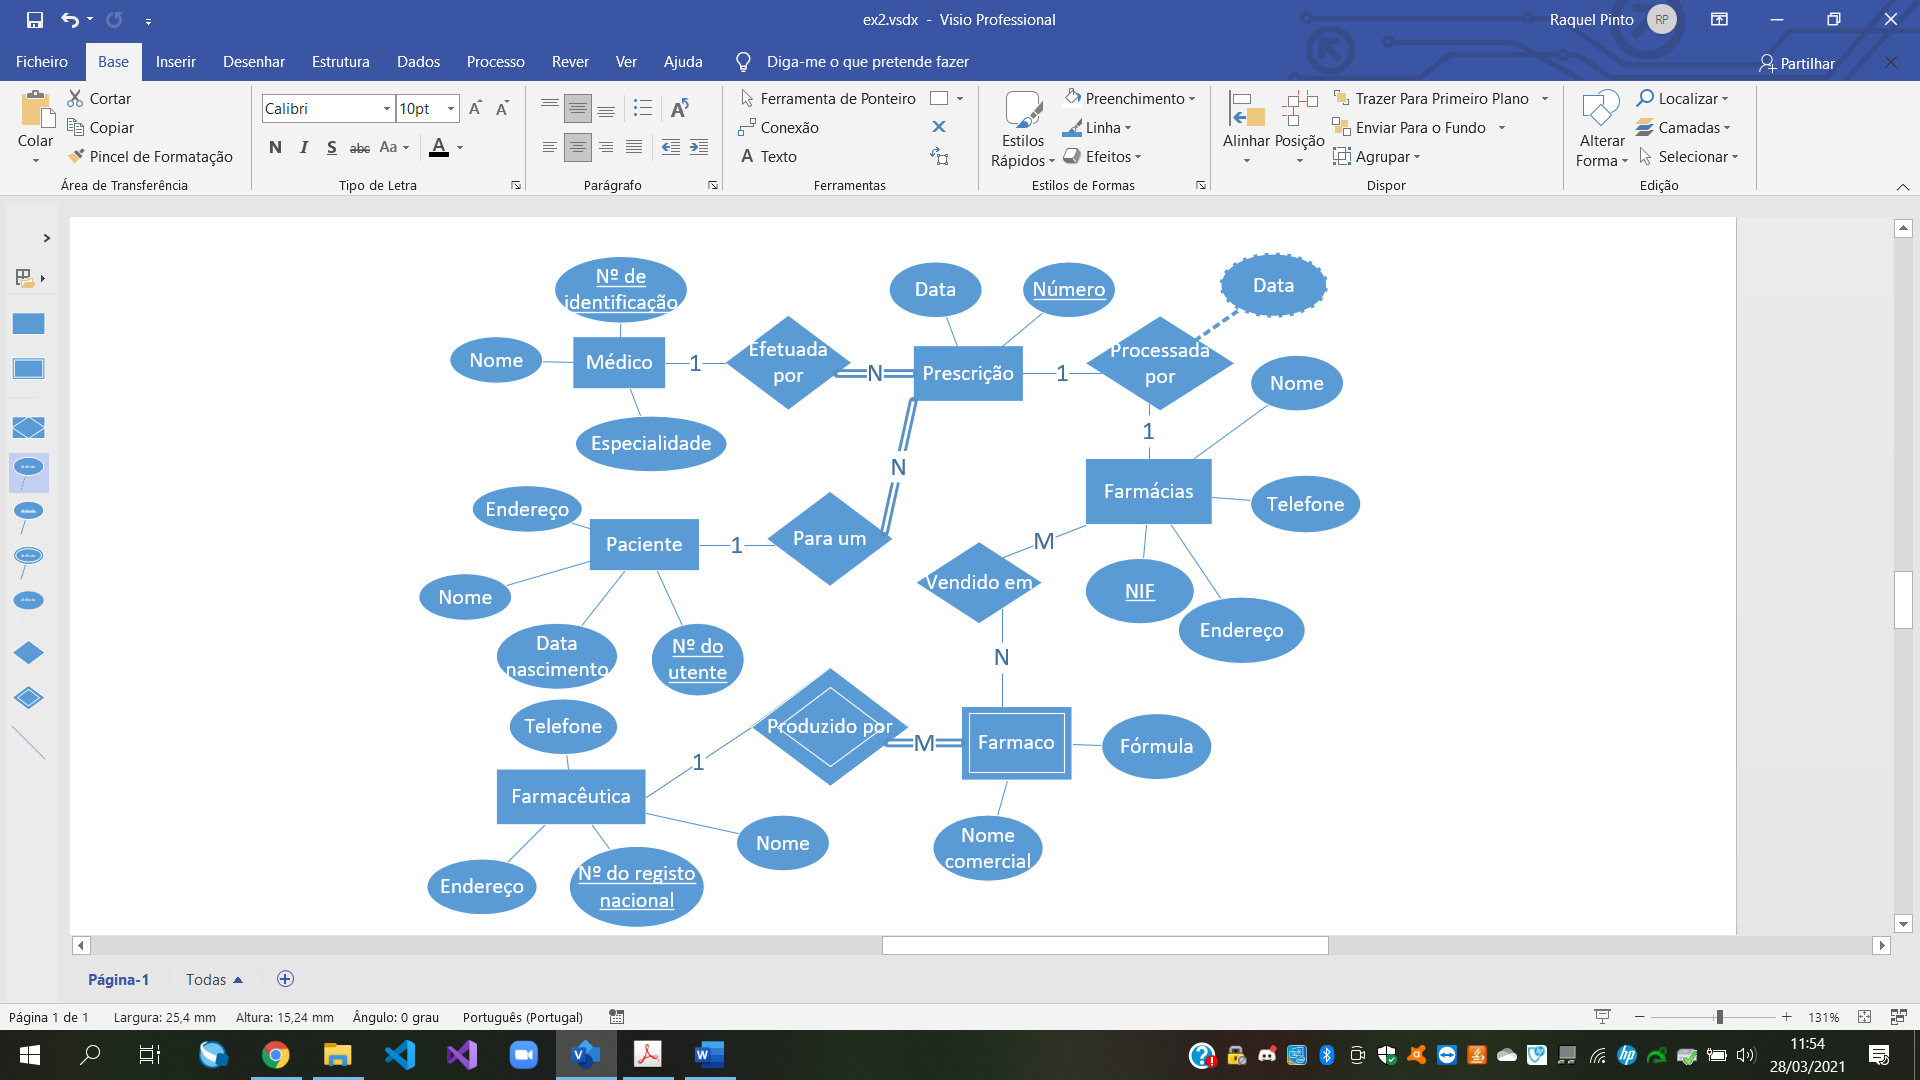 ex2.vsdx - Visio Professional
Raquel Pinto
RP
Ficheiro
Base
Inserir
Desenhar
Estrutura
Dados
Processo
Rever
Ver
Ajuda
Diga-me o que pretende fazer
Partilhar
Colar
Cortar
Copiar
Pincel de Formatação
Área de Transferência
Calibri
10pt
N I S abc Aa A
Tipo de Letra
Parágrafo
Ferramenta de Ponteiro
Conexão
A Texto
Ferramentas
Estilos
Rápidos
Preenchimento
Linha
Efeitos
Estilos de Formas
Alinhar
Posição
Trazer Para Primeiro Plano
Enviar Para o Fundo
Agrupar
Dispor
Alterar
Forma
Localizar
Camadas
Selecionar
Edição
Nº de
identificação
Nome
Médico
Especialidade
1
Efetuada
por
N
Data
Número
Prescrição
1
Processada
por
Data
Nome
1
Farmácias
Telefone
NIF
Endereço
N
Endereço
Paciente
1
Para um
Nome
Data
nascimento
Nº do
utente
M
Vendido em
N
Telefone
Produzido por
M
Farmaco
Fórmula
1
Farmacêutica
Nome
Nome
comercial
Endereço
Nº do registo
nacional
Página-1
Todas
Página 1 de 1
Largura: 25,4 mm
Altura: 15,24 mm
Ângulo: 0 grau
Português (Portugal)
131%
11:54
28/03/2021